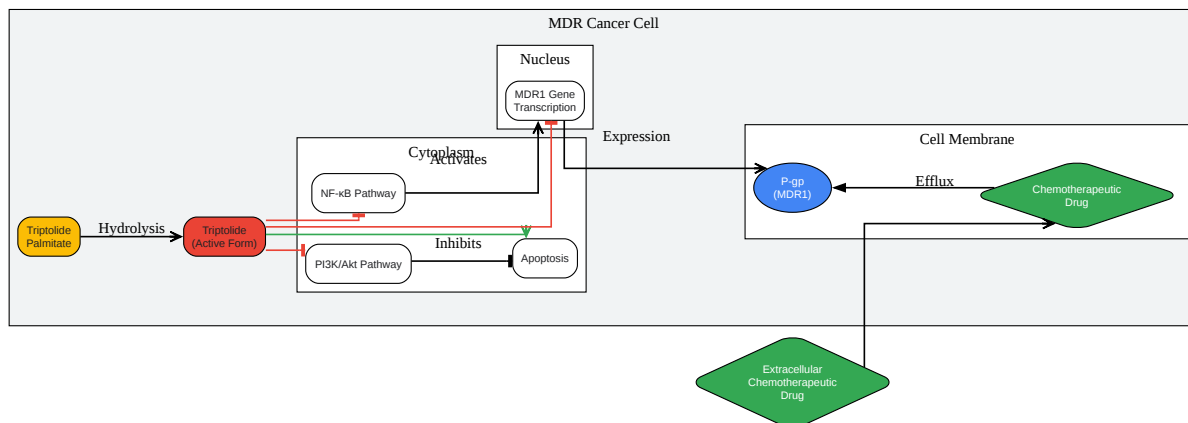 MDR Cancer Cell
Nucleus
MDR1 Gene
Transcription
Expression
Cell Membrane
Cytoplasm
Activates
NF-κB Pathway
P-gp
(MDR1)
Efflux
Chemotherapeutic
Drug
Triptolide
Palmitate
Hydrolysis
Triptolide
(Active Form)
PI3K/Akt Pathway
Inhibits
Apoptosis
Extracellular
Chemotherapeutic
Drug